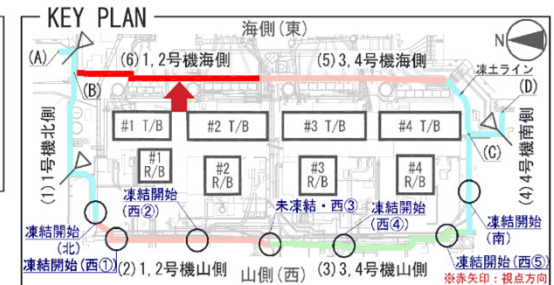 KEY PLAN
海側(東)
N
(A)
(6)1,2号機海側
(5)3,4号機海側
凍土ライン
(B)
(D)
(1)1号機北側
#1 T/B
#2 T/B
#3 T/B
#4 T/B
(C)
(4)4号機南側
#1
R/B
#2
R/B
#3
R/B
#4
R/B
凍結開始
(西②)
未凍結・西③
凍結開始
(西④)
凍結開始
(北)
凍結開始
(南)
凍結開始(西①)
(2)1,2号機山側
山側(西)
(3)3,4号機山側
凍結開始(西⑤)
※赤矢印:視点方向